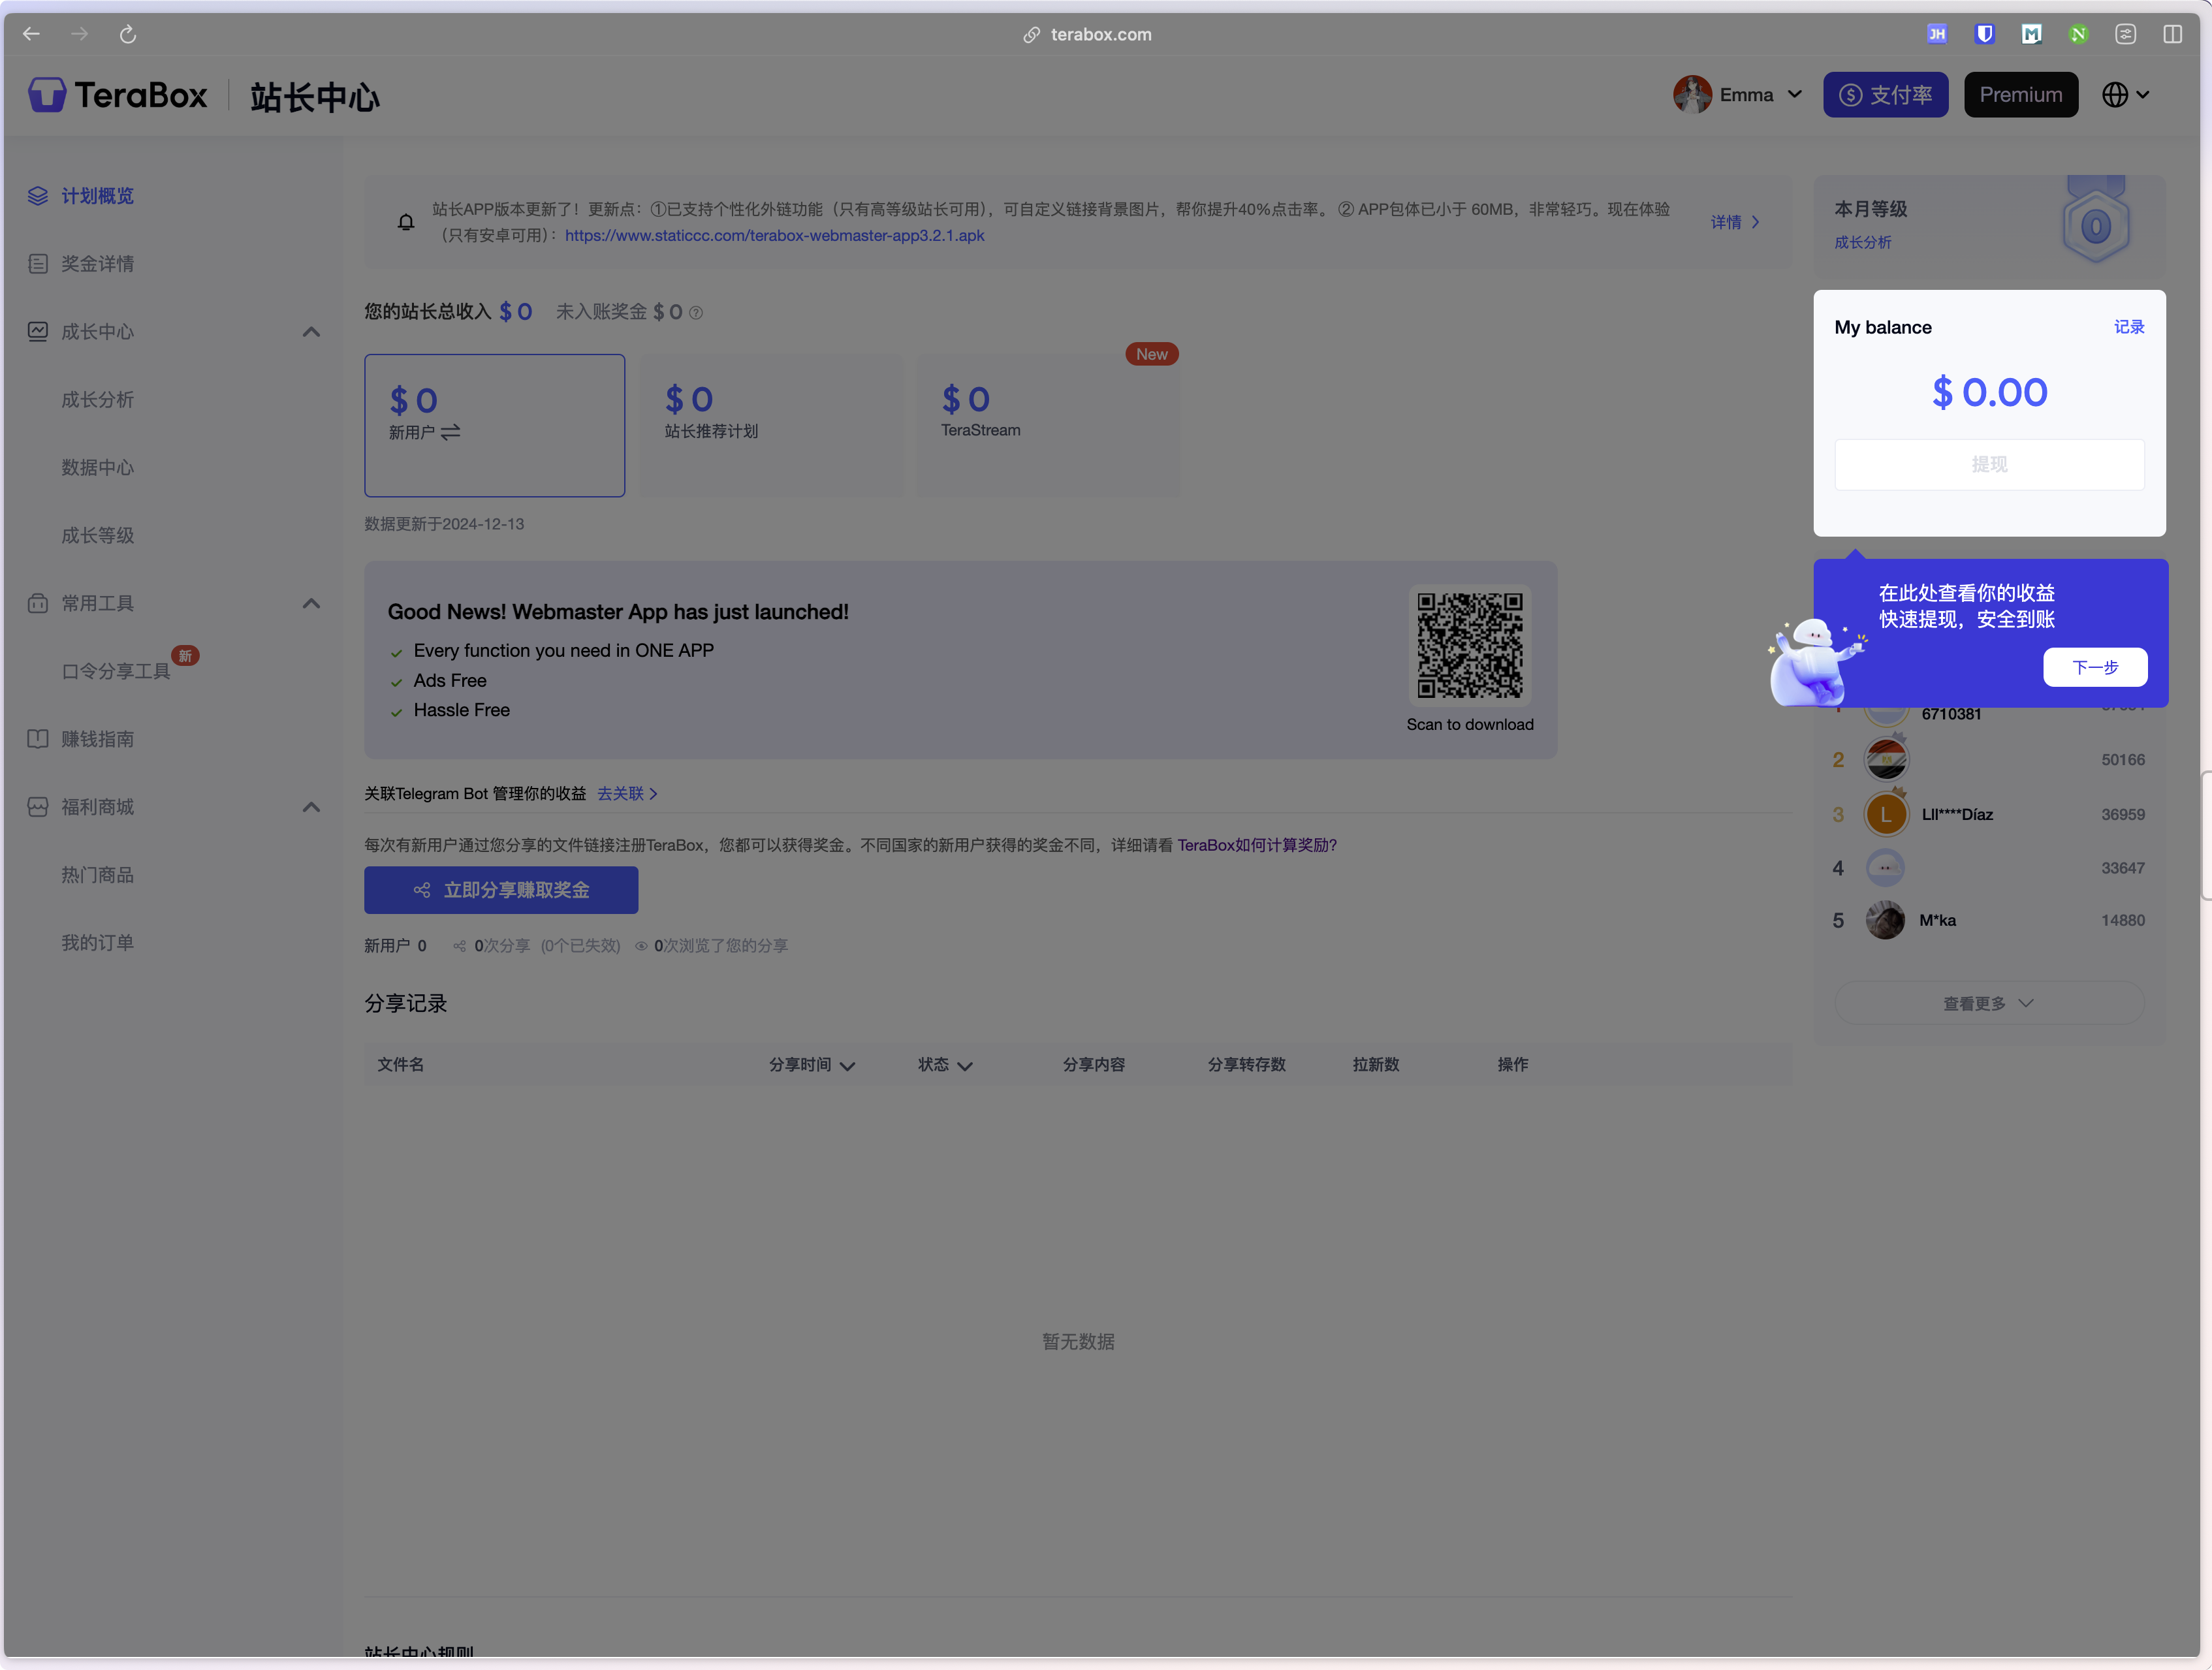 terabox.com
JH
TeraBox
站长中心
Emma
支付率
Premium
计划概览
奖金详情
成长中心
成长分析
数据中心
成长等级
常用工具
口令分享工具
新
赚钱指南
福利商城
热门商品
我的订单
站长APP版本更新了！更新点：①已支持个性化外链功能（只有高等级站长可用），可自定义链接背景图片，帮你提升40%点击率。 ② APP包体已小于 60MB，非常轻巧。现在体验
（只有安卓可用）：https://www.staticcc.com/terabox-webmaster-app3.2.1.apk
详情
您的站长总收入 $ 0 未入账奖金 $ 0
$ 0
新用户
$ 0
站长推荐计划
New
$ 0
TeraStream
数据更新于2024-12-13
Good News! Webmaster App has just launched!
Every function you need in ONE APP
Ads Free
Hassle Free
Scan to download
关联Telegram Bot 管理你的收益 去关联
每次有新用户通过您分享的文件链接注册TeraBox，您都可以获得奖金。不同国家的新用户获得的奖金不同，详细请看 TeraBox如何计算奖励?
立即分享赚取奖金
新用户 0 0次分享 (0个已失效) 0次浏览了您的分享
分享记录
文件名 分享时间 状态 分享内容 分享转存数 拉新数 操作
暂无数据
站长中心规则
本月等级
成长分析
0
My balance
记录
$ 0.00
提现
在此处查看你的收益
快速提现，安全到账
下一步
6710381
2 50166
3 L Lll****Díaz 36959
4 33647
5 M*ka 14880
查看更多